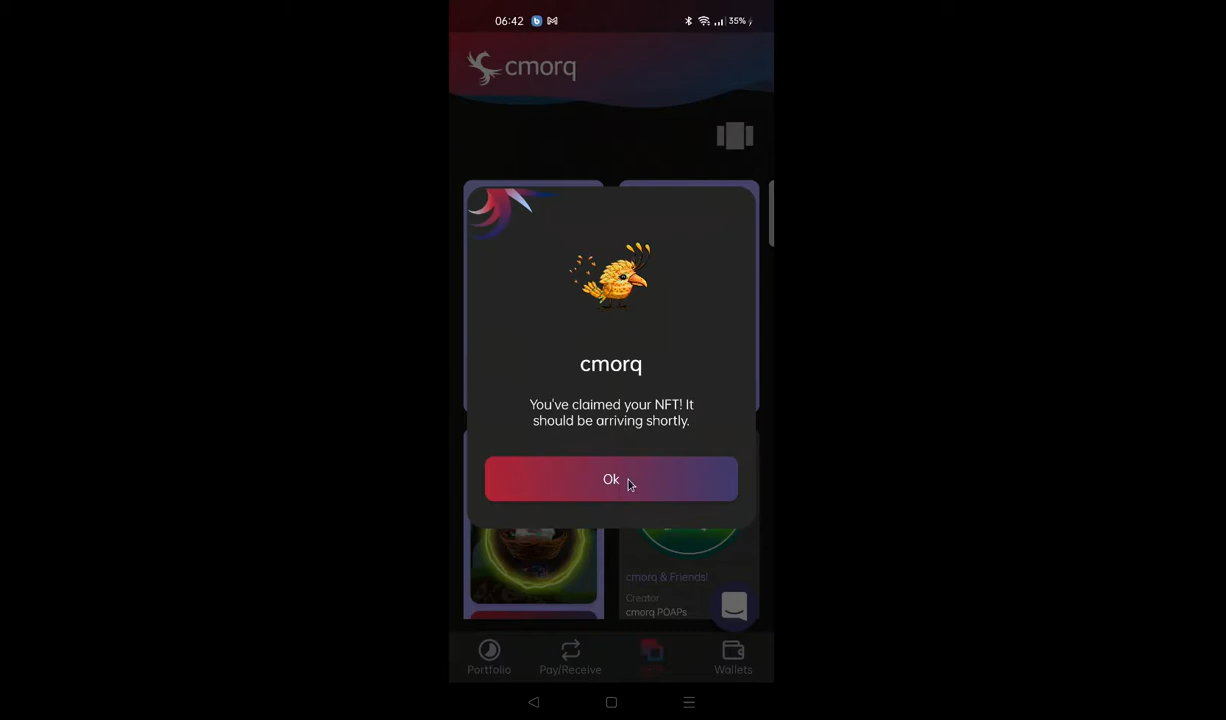 06:42
35%
cmorq
cmorq
You've claimed your NFT! It
should be arriving shortly.
Ok
cmorq & Friends!
Creator
cmorq POAPs
Portfolio
Pay/Receive
Wallets